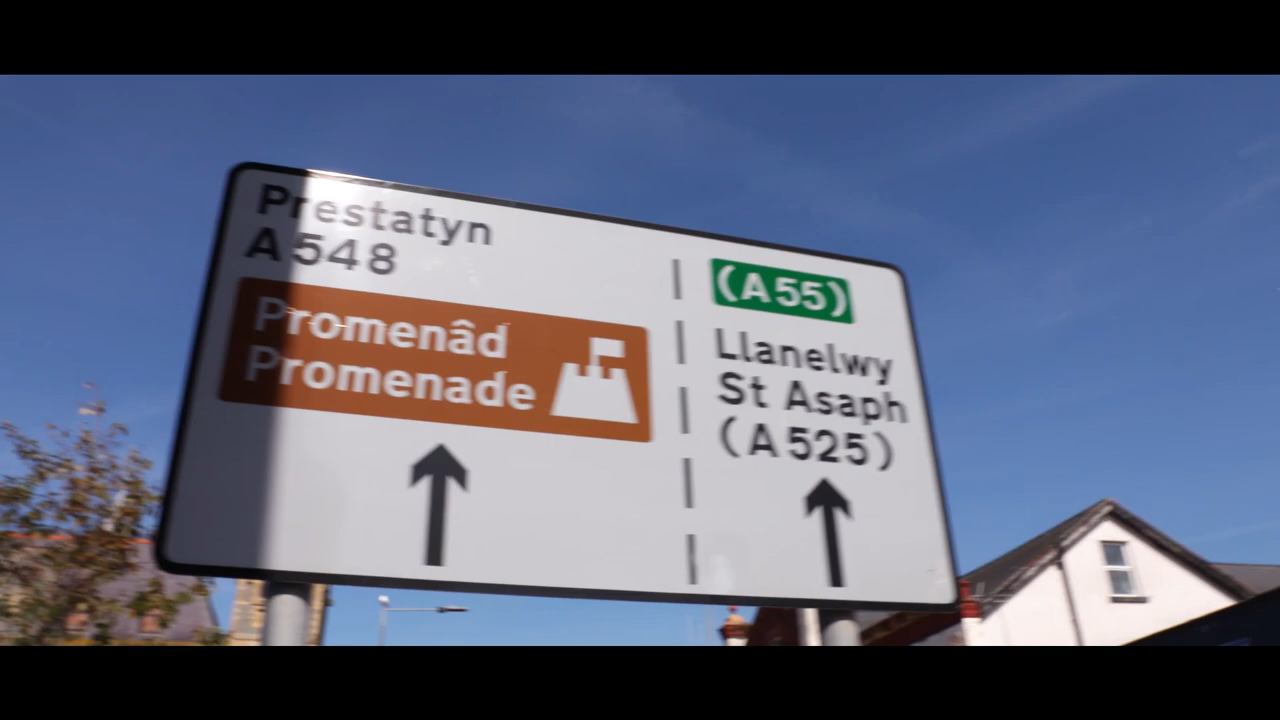 Prestatyn
A548
Promenâd
Promenade
(A55)
Llanelwy
St Asaph
(A525)